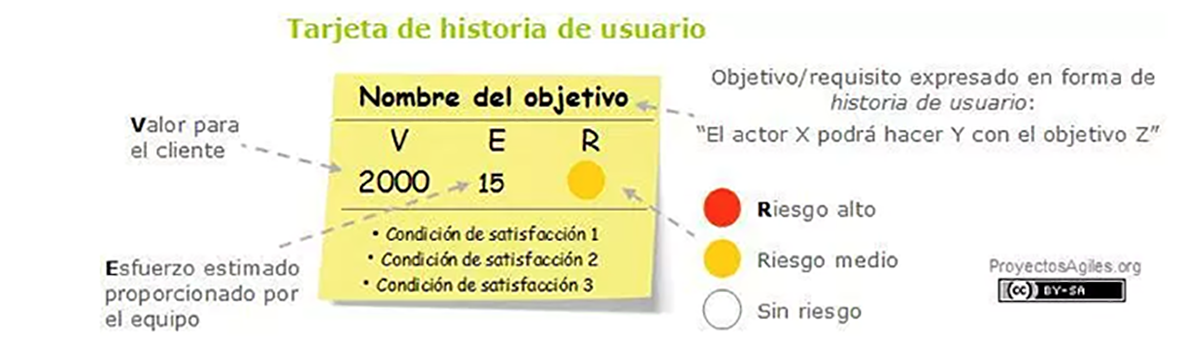 Tarjeta de historia de usuario
Nombre del objetivo
V E R
2000 15
• Condición de satisfacción 1
• Condición de satisfacción 2
• Condición de satisfacción 3
Valor para
el cliente
Esfuerzo estimado
proporcionado por
el equipo
Objetivo/requisito expresado en forma de
historia de usuario:
“El actor X podrá hacer Y con el objetivo Z”
Riesgo alto
Riesgo medio
Sin riesgo
ProyectosAgiles.org
(cc) BY-SA